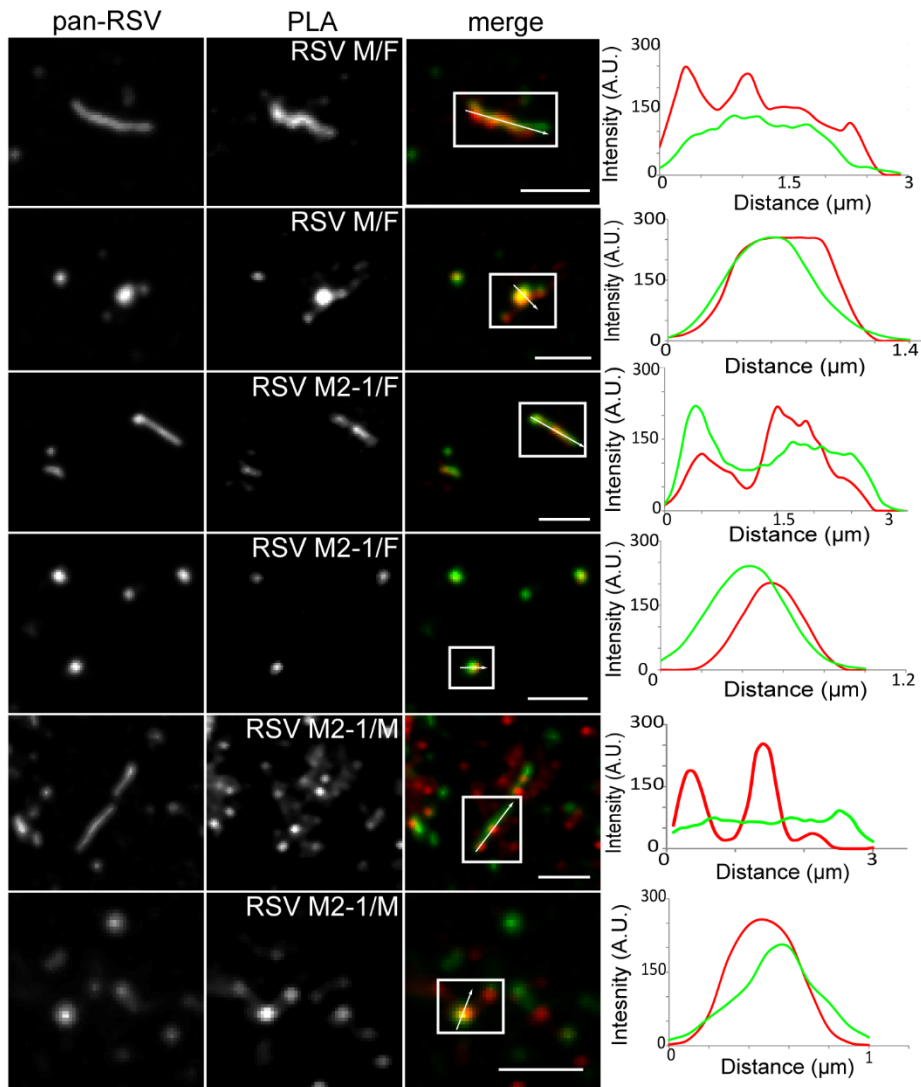 pan-RSV PLA merge
RSV M/F
300
150
0
Intensity (A.U.)
0 1.5 3
Distance (µm)
RSV M/F
300
150
0
Intensity (A.U.)
0 1.4
Distance (µm)
RSV M2-1/F
300
150
0
Intensity (A.U.)
0 1.5 3
Distance (µm)
RSV M2-1/F
300
150
0
Intensity (A.U.)
0 1.2
Distance (µm)
RSV M2-1/M
300
150
0
Intensity (A.U.)
0 3
Distance (µm)
RSV M2-1/M
300
150
0
Intesnity (A.U.)
0 1
Distance (µm)